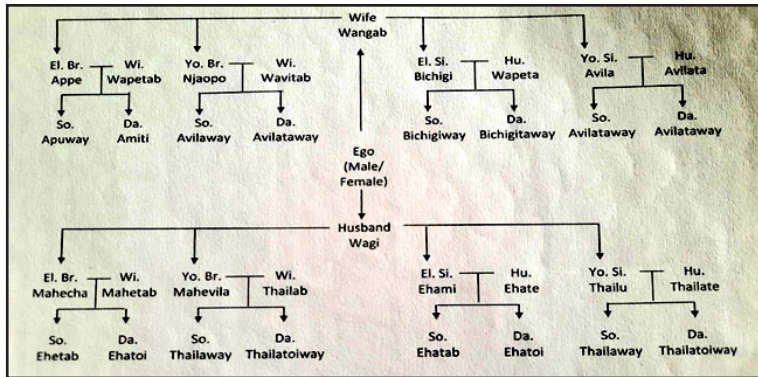 Wife
Wangab
El. Br. Wi. Yo. Br. Wi. El. Si. Hu. Yo. Si. Hu.
Appe Wapetab Njaopo Wavitab Bichigi Wapeta Avila Avilata
So. Da. So. Da. So. Da. So. Da.
Apuway Amiti Avilaway Avilataway Bichigiway Bichigitaway Avilataway Avilataway
Ego
(Male/
Female)
Husband
Wagi
El. Br. Wi. Yo. Br. Wi. El. Si. Hu. Yo. Si. Hu.
Mahecha Mahetab Mahevila Thailab Ehami Ehate Thailu Thailate
So. Da. So. Da. So. Da. So. Da.
Ehetab Ehatoi Thailaway Thailatoiway Ehatab Ehatoi Thailaway Thailatoiway